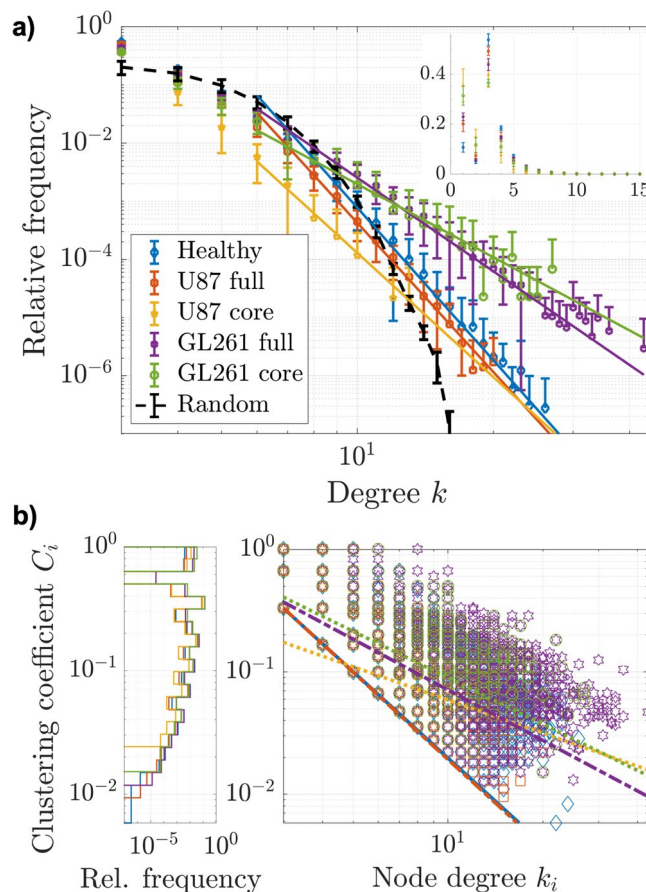 a)
10^0
10^-2
10^-4
10^-6
Relative frequency
0.4
0.2
0
0 5 10 15
Healthy
U87 full
U87 core
GL261 full
GL261 core
Random
10^1
Degree k
b)
10^0
10^-1
10^-2
Clustering coefficient C_i
10^-5 10^0
Rel. frequency
10^0
10^-1
10^-2
10^1
Node degree k_i